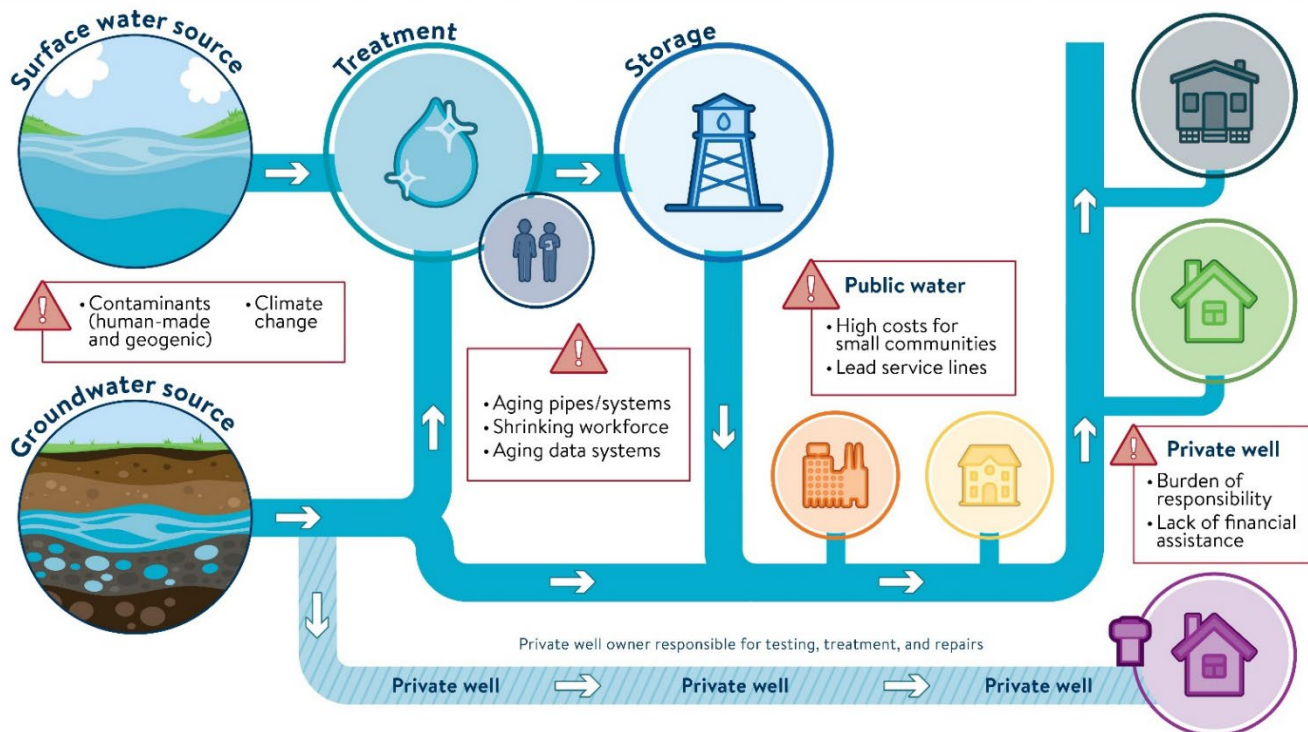 Surface water source
Treatment
Storage
• Contaminants
(human-made
and geogenic)
• Climate
change
Groundwater source
• Aging pipes/systems
• Shrinking workforce
• Aging data systems
Public water
• High costs for
small communities
• Lead service lines
Private well
• Burden of
responsibility
• Lack of financial
assistance
Private well owner responsible for testing, treatment, and repairs
Private well
Private well
Private well